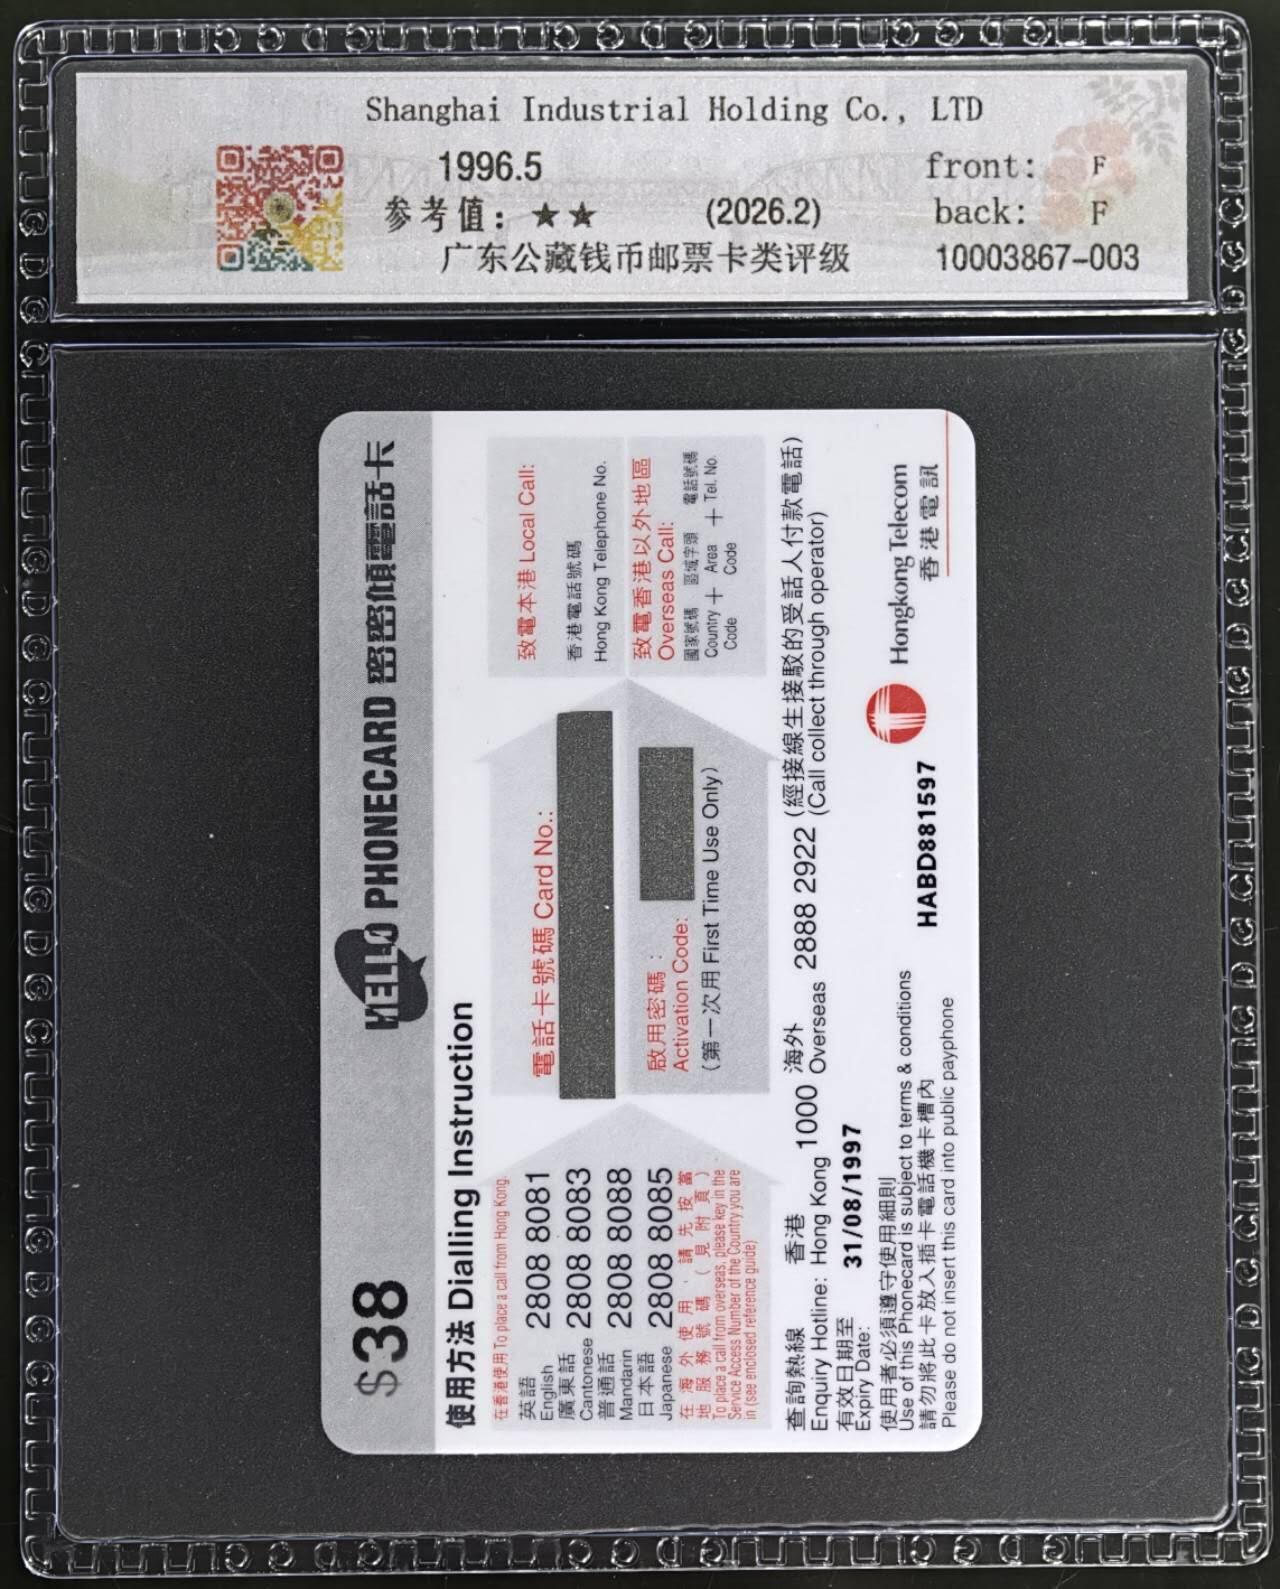 Shanghai Industrial Holding Co., LTD
1996.5
front: F
参考值：★★ (2026.2)
back: F
广东公藏钱币邮票卡类评级
10003867-003
$38
HELLO PHONECARD 密密傾電話卡
使用方法 Dialling Instruction
在香港使用 To place a call from Hong Kong.
英語
English
2808 8081
廣東話
Cantonese
2808 8083
普通話
Mandarin
2808 8088
日本語
Japanese
2808 8085
在海外使用，請先按當
地服務號碼（見附頁）
To place a call from overseas, please key in the
Service Access Number of the Country you are
in (see enclosed reference guide)
電話卡號碼 Card No.:
啟用密碼：
Activation Code:
(第一次用 First Time Use Only)
致電本港 Local Call:
香港電話號碼
Hong Kong Telephone No.
致電香港以外地區
Overseas Call:
國家號碼 區域字頭 電話號碼
Country + Area + Tel. No.
Code Code
查詢熱線 香港 海外
Enquiry Hotline: Hong Kong 1000 Overseas 2888 2922
(經接線生接駁的受話人付款電話)
(Call collect through operator)
有效日期至
Expiry Date:
31/08/1997
使用者必須遵守使用細則
Use of this Phonecard is subject to terms & conditions
請勿將此卡放入插卡電話機卡槽內
Please do not insert this card into public payphone
HABD881597
Hongkong Telecom
香港電訊